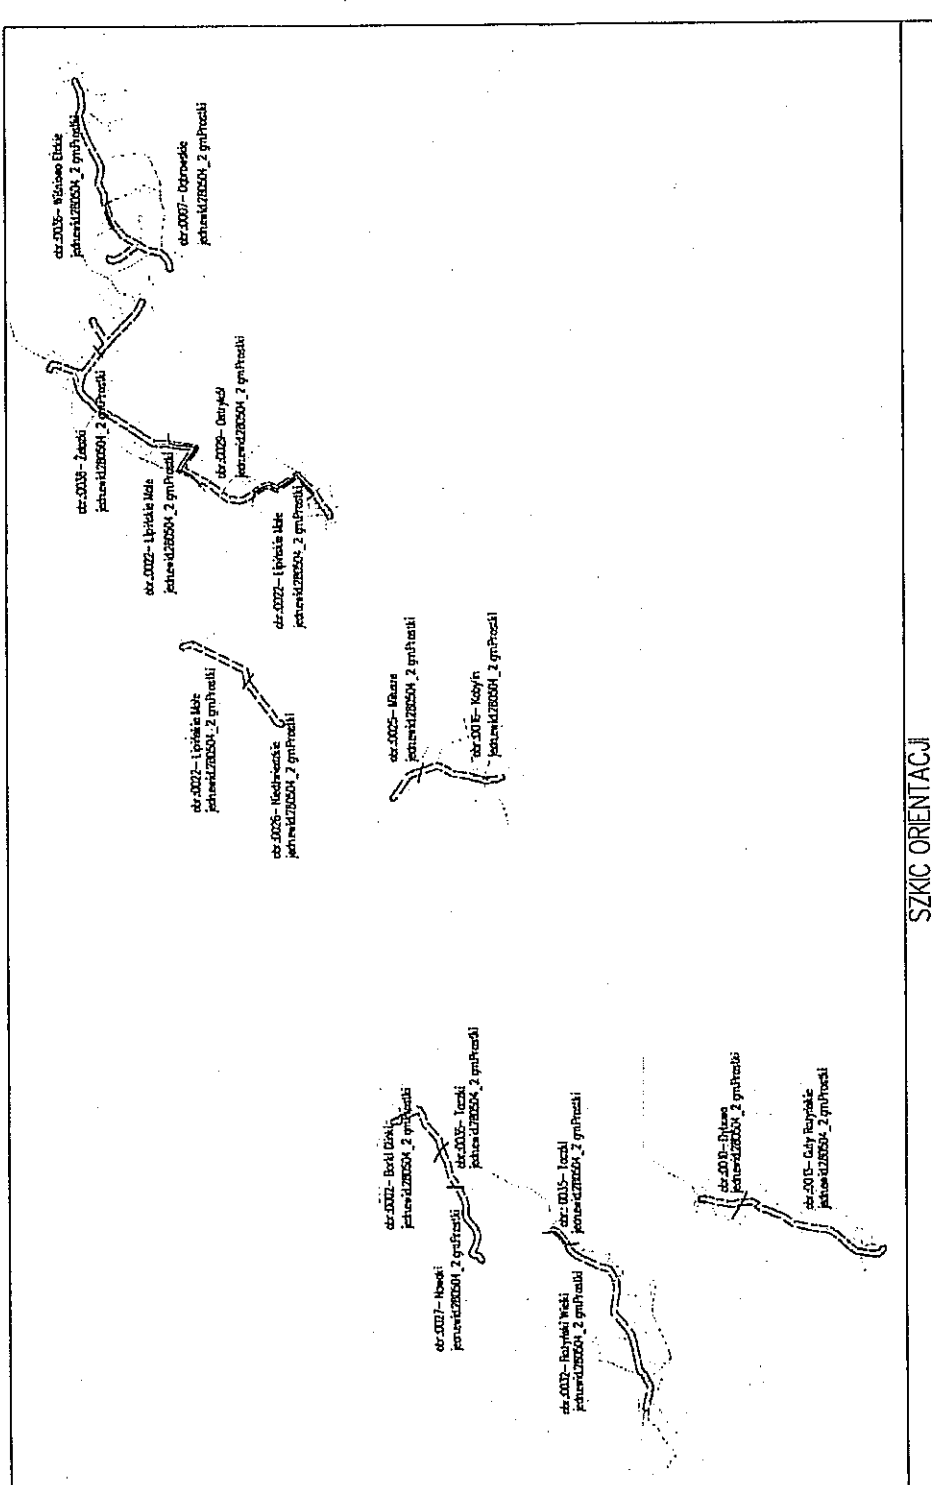 obr.:0036- Wiśniowo Ełckie
jedn.ewid.280504_2 gm.Prostki
obr.:0007- Dąbrowskie
jedn.ewid.280504_2 gm.Prostki
obr.:0038- Żelazki
jedn.ewid.280504_2 gm.Prostki
obr.:0022- Lipińskie Małe
jedn.ewid.280504_2 gm.Prostki
obr.:0029- Ostrykół
jedn.ewid.280504_2 gm.Prostki
obr.:0022- Lipińskie Małe
jedn.ewid.280504_2 gm.Prostki
obr.:0022- Lipińskie Małe
jedn.ewid.280504_2 gm.Prostki
obr.:0026- Niedźwieckie
jedn.ewid.280504_2 gm.Prostki
obr.:0025- Miłusze
jedn.ewid.280504_2 gm.Prostki
obr.:0016- Kobylin
jedn.ewid.280504_2 gm.Prostki
obr.:0002- Borki
jedn.ewid.280504_2 gm.Prostki
obr.:0035- Taczki
jedn.ewid.280504_2 gm.Prostki
obr.:0027- Nowaki
jedn.ewid.280504_2 gm.Prostki
obr.: 0035- Taczki
jedn.ewid.280504_2 gm.Prostki
obr.:0032- Rożyński Wielki
jedn.ewid.280504_2 gm.Prostki
obr.:0010- Dybowo
jedn.ewid.280504_2 gm.Prostki
obr.:0013- Guty Rożyńskie
jedn.ewid.280504_2 gm.Prostki
SZKIC ORIENTACJI